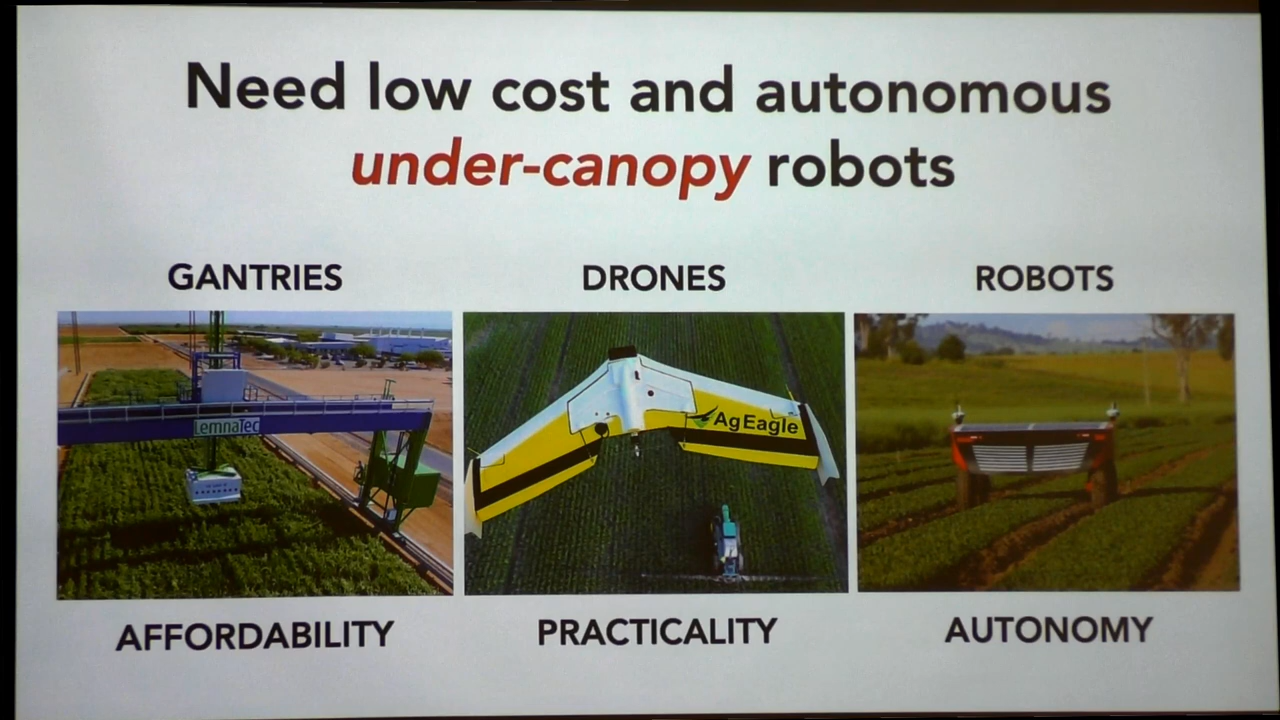 Need low cost and autonomous
under-canopy robots
GANTRIES
DRONES
ROBOTS
LemnaTec
AgEagle
AFFORDABILITY
PRACTICALITY
AUTONOMY